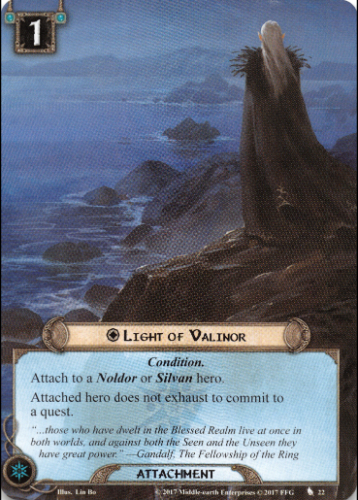 1
LIGHT OF VALINOR
Condition.
Attach to a Noldor or Silvan hero.
Attached hero does not exhaust to commit to
a quest.
“...those who have dwelt in the Blessed Realm live at once in
both worlds, and against both the Seen and the Unseen they
have great power.” —Gandalf, The Fellowship of the Ring
ATTACHMENT
Illus. Lin Bo © 2017 Middle-earth Enterprises ©2017 FFG 22